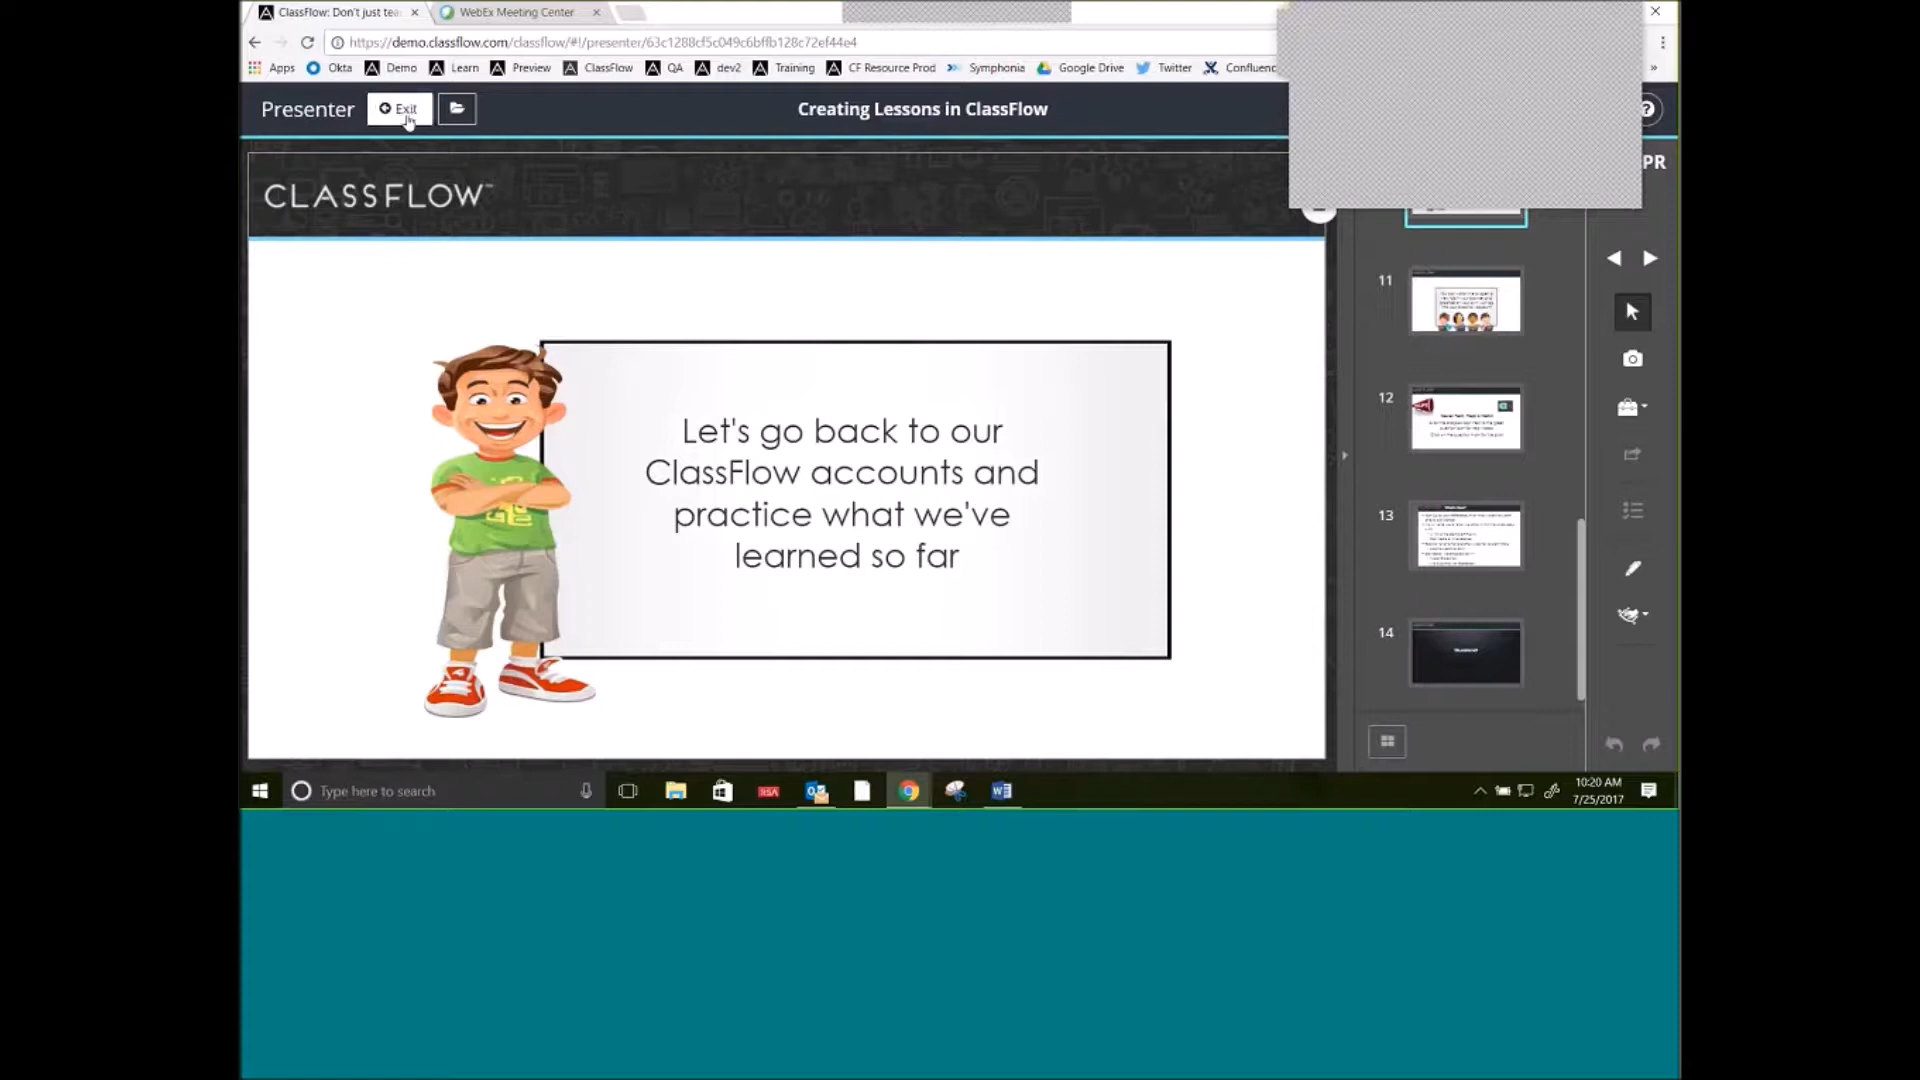 ClassFlow: Don't just tea
WebEx Meeting Center
https://demo.classflow.com/classflow/#!/presenter/63c1288cf5c049c6bffb128c72ef44e4
Apps Okta Demo Learn Preview ClassFlow QA dev2 Training CF Resource Prod Symphonia Google Drive Twitter Confluenc
Presenter Exit Creating Lessons in ClassFlow
PR
CLASSFLOW™
Let's go back to our
ClassFlow accounts and
practice what we've
learned so far
11
12
13
14
Type here to search
RSA
10:20 AM
7/25/2017